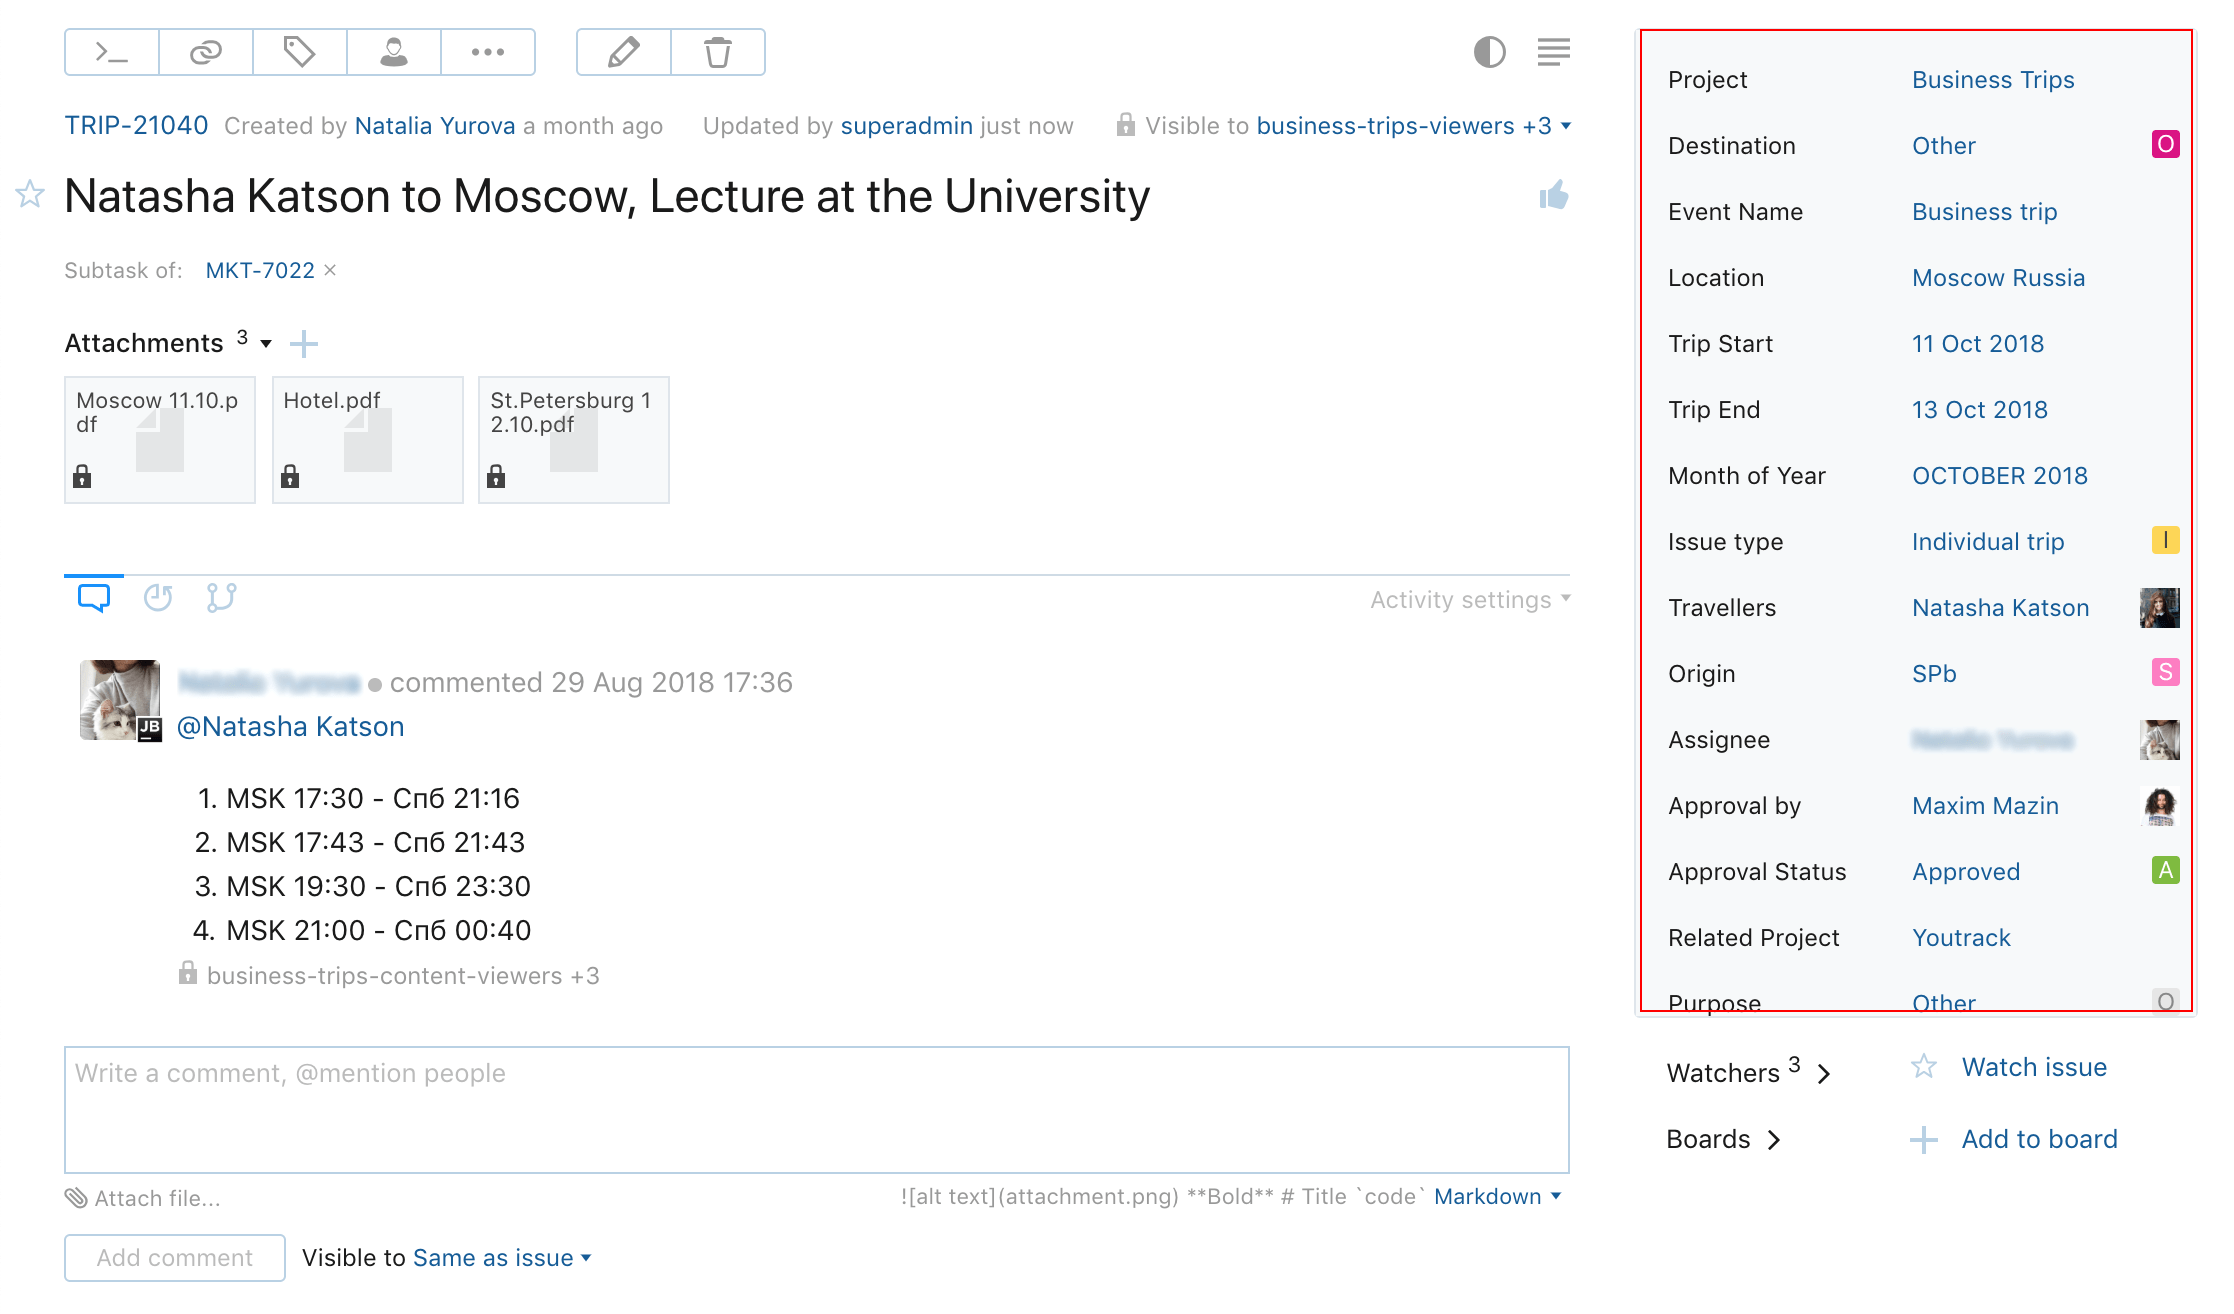 TRIP-21040 Created by Natalia Yurova a month ago Updated by superadmin just now Visible to business-trips-viewers +3
Natasha Katson to Moscow, Lecture at the University
Subtask of: MKT-7022 ×
Attachments 3
Moscow 11.10.p
df
Hotel.pdf
St.Petersburg 1
2.10.pdf
Activity settings
commented 29 Aug 2018 17:36
JB
@Natasha Katson
1. MSK 17:30 - Спб 21:16
2. MSK 17:43 - Спб 21:43
3. MSK 19:30 - Спб 23:30
4. MSK 21:00 - Спб 00:40
business-trips-content-viewers +3
Write a comment, @mention people
Attach file...
![alt text](attachment.png) **Bold** # Title `code` Markdown
Add comment Visible to Same as issue
Project Business Trips
Destination Other O
Event Name Business trip
Location Moscow Russia
Trip Start 11 Oct 2018
Trip End 13 Oct 2018
Month of Year OCTOBER 2018
Issue type Individual trip I
Travellers Natasha Katson
Origin SPb S
Assignee
Approval by Maxim Mazin
Approval Status Approved A
Related Project Youtrack
Purpose Other O
Watchers 3 Watch issue
Boards Add to board